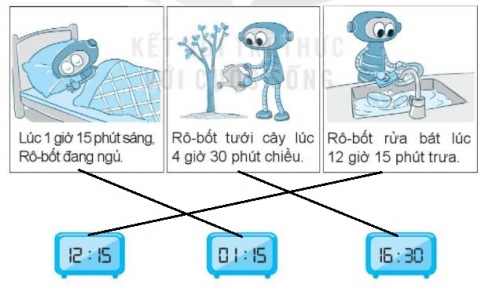 KẾT NỐI TRI THỨC
VỚI CUỘC SỐNG
Lúc 1 giờ 15 phút sáng,
Rô-bốt đang ngủ.
Rô-bốt tưới cây lúc
4 giờ 30 phút chiều.
Rô-bốt rửa bát lúc
12 giờ 15 phút trưa.
12:15
01:15
16:30